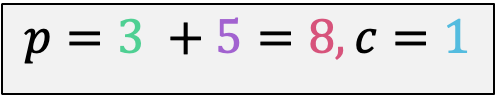 p = 3 + 5 = 8, c = 1